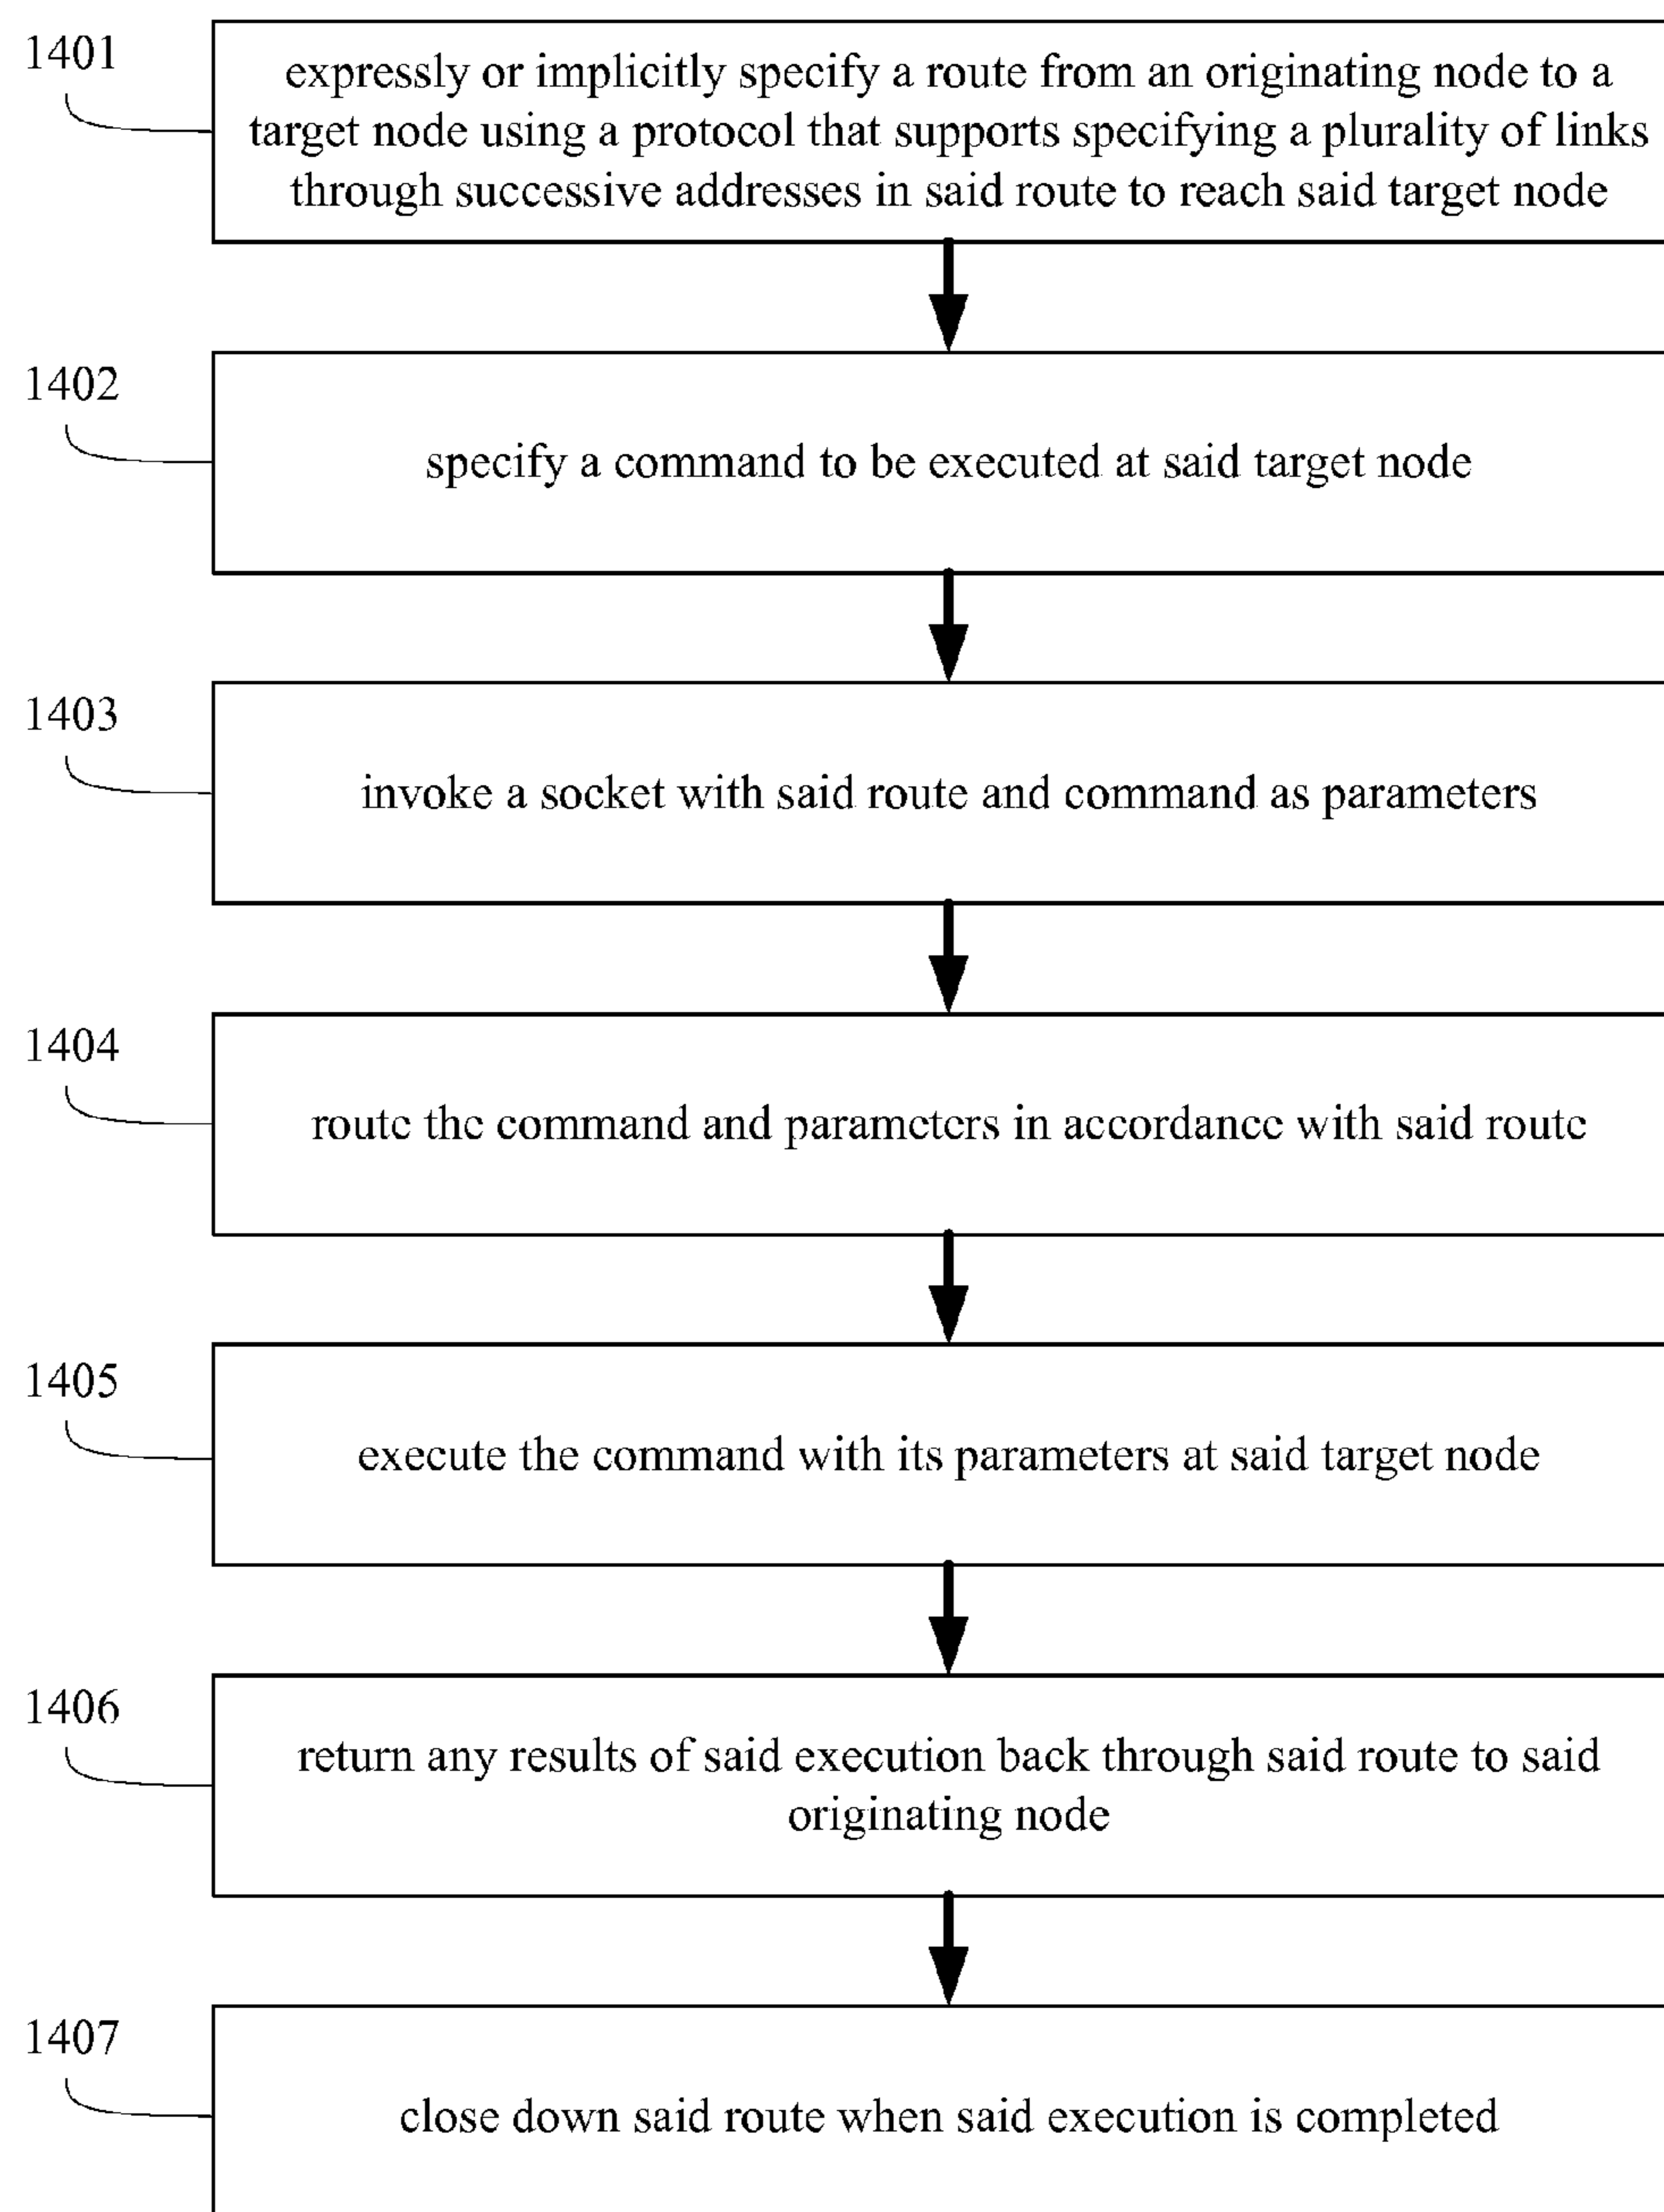 1401
expressly or implicitly specify a route from an originating node to a
target node using a protocol that supports specifying a plurality of links
through successive addresses in said route to reach said target node
1402
specify a command to be executed at said target node
1403
invoke a socket with said route and command as parameters
1404
route the command and parameters in accordance with said route
1405
execute the command with its parameters at said target node
1406
return any results of said execution back through said route to said
originating node
1407
close down said route when said execution is completed